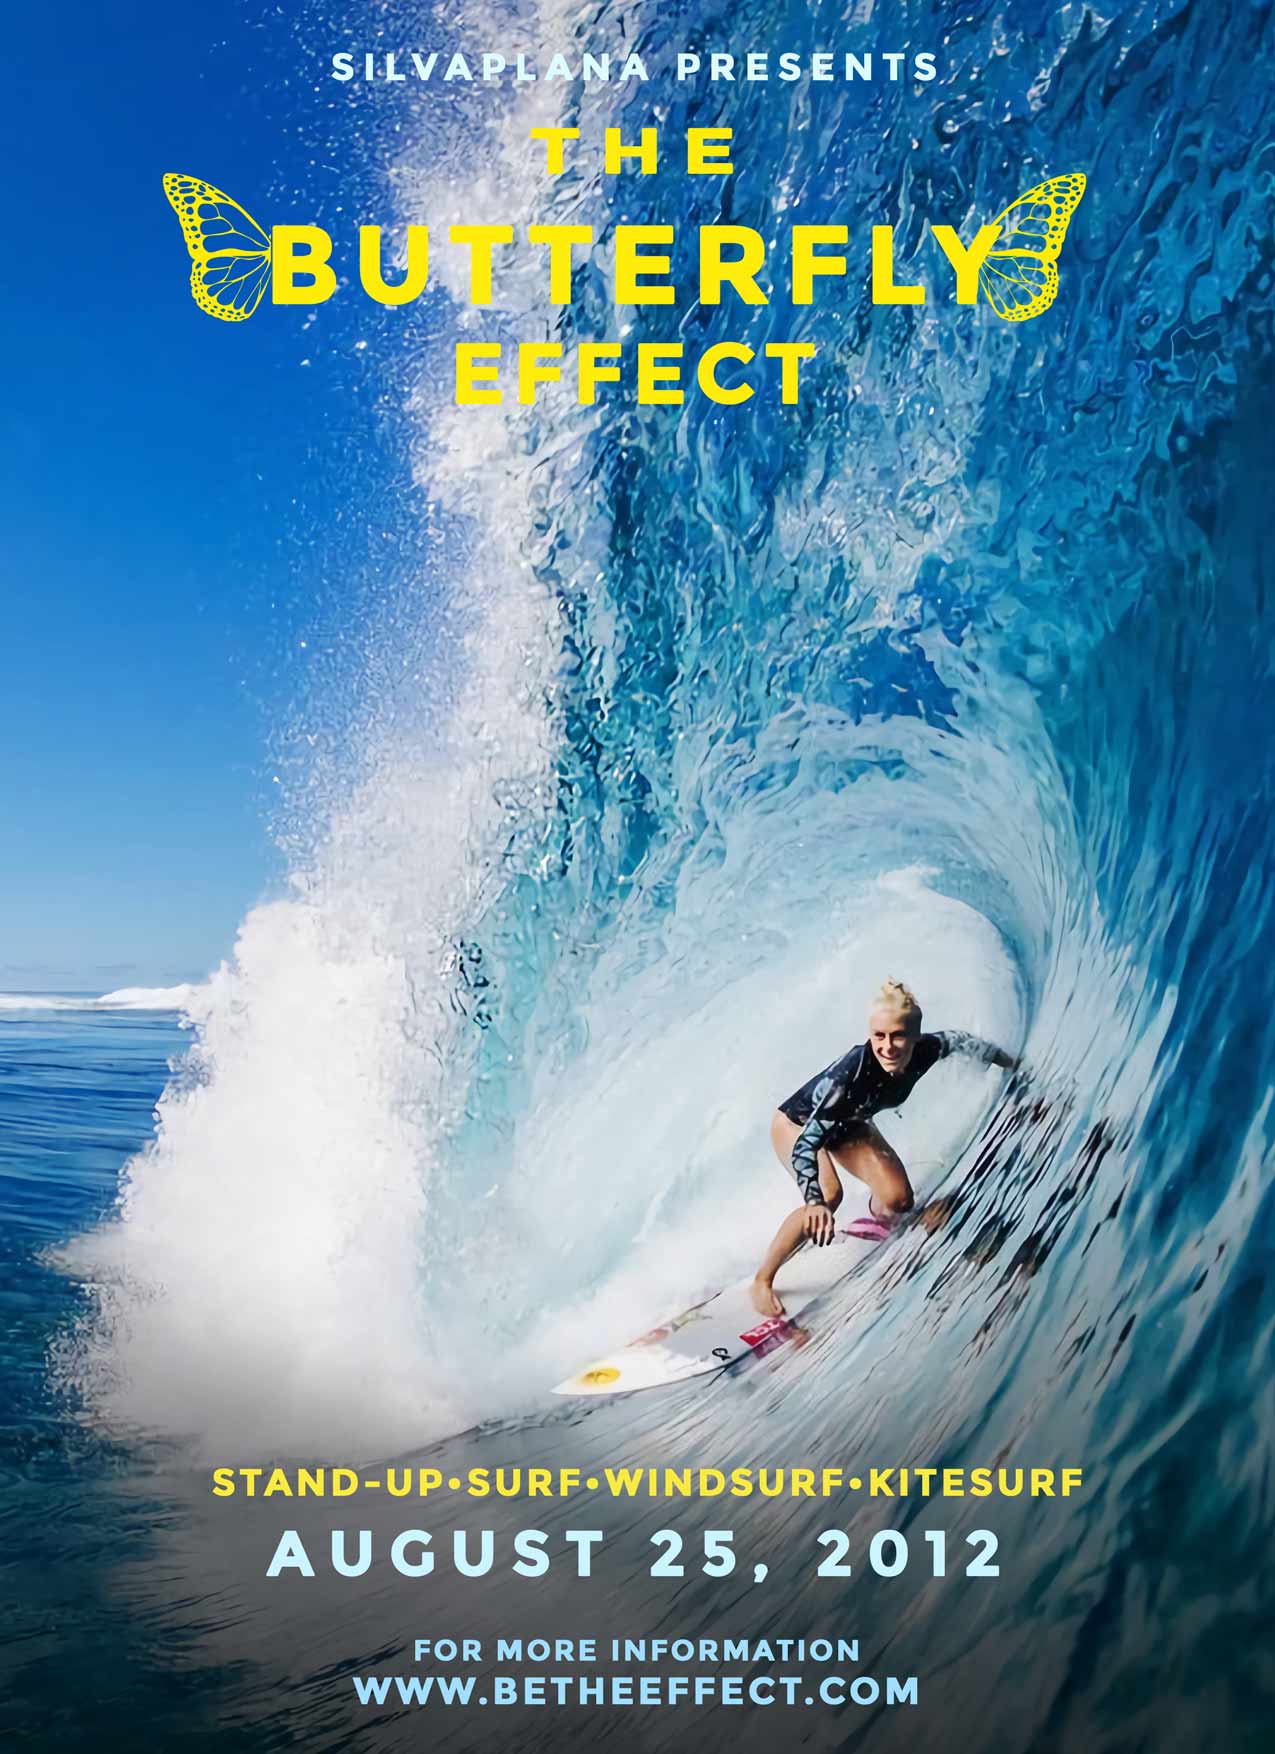 SILVAPLANA PRESENTS
THE
BUTTERFLY
EFFECT
STAND-UP•SURF•WINDSURF•KITESURF
AUGUST 25, 2012
FOR MORE INFORMATION
WWW.BETHEEFFECT.COM